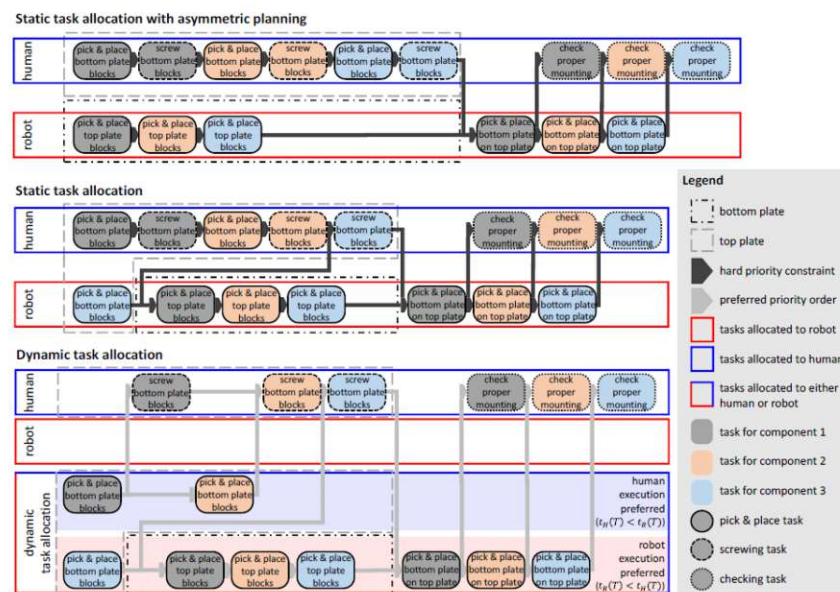 Static task allocation with asymmetric planning
human
pick & place
bottom plate
blocks
screw
bottom plate
blocks
pick & place
bottom plate
blocks
screw
bottom plate
blocks
pick & place
bottom plate
blocks
screw
bottom plate
blocks
check
proper
mounting
check
proper
mounting
check
proper
mounting
robot
pick & place
top plate
blocks
pick & place
top plate
blocks
pick & place
top plate
blocks
pick & place
bottom plate
on top plate
pick & place
bottom plate
on top plate
pick & place
bottom plate
on top plate
Static task allocation
human
pick & place
bottom plate
blocks
screw
bottom plate
blocks
pick & place
bottom plate
blocks
screw
bottom plate
blocks
screw
bottom plate
blocks
check
proper
mounting
check
proper
mounting
check
proper
mounting
robot
pick & place
bottom plate
blocks
pick & place
top plate
blocks
pick & place
top plate
blocks
pick & place
top plate
blocks
pick & place
bottom plate
on top plate
pick & place
bottom plate
on top plate
pick & place
bottom plate
on top plate
Dynamic task allocation
human
screw
bottom plate
blocks
screw
bottom plate
blocks
screw
bottom plate
blocks
check
proper
mounting
check
proper
mounting
check
proper
mounting
robot
dynamic
task allocation
pick & place
bottom plate
blocks
pick & place
bottom plate
blocks
human
execution
preferred
(t_H(T) < t_R(T))
pick & place
bottom plate
blocks
pick & place
top plate
blocks
pick & place
top plate
blocks
pick & place
top plate
blocks
pick & place
bottom plate
on top plate
pick & place
bottom plate
on top plate
pick & place
bottom plate
on top plate
robot
execution
preferred
(t_R(T) < t_H(T))
Legend
bottom plate
top plate
hard priority constraint
preferred priority order
tasks allocated to robot
tasks allocated to human
tasks allocated to either
human or robot
task for component 1
task for component 2
task for component 3
pick & place task
screwing task
checking task